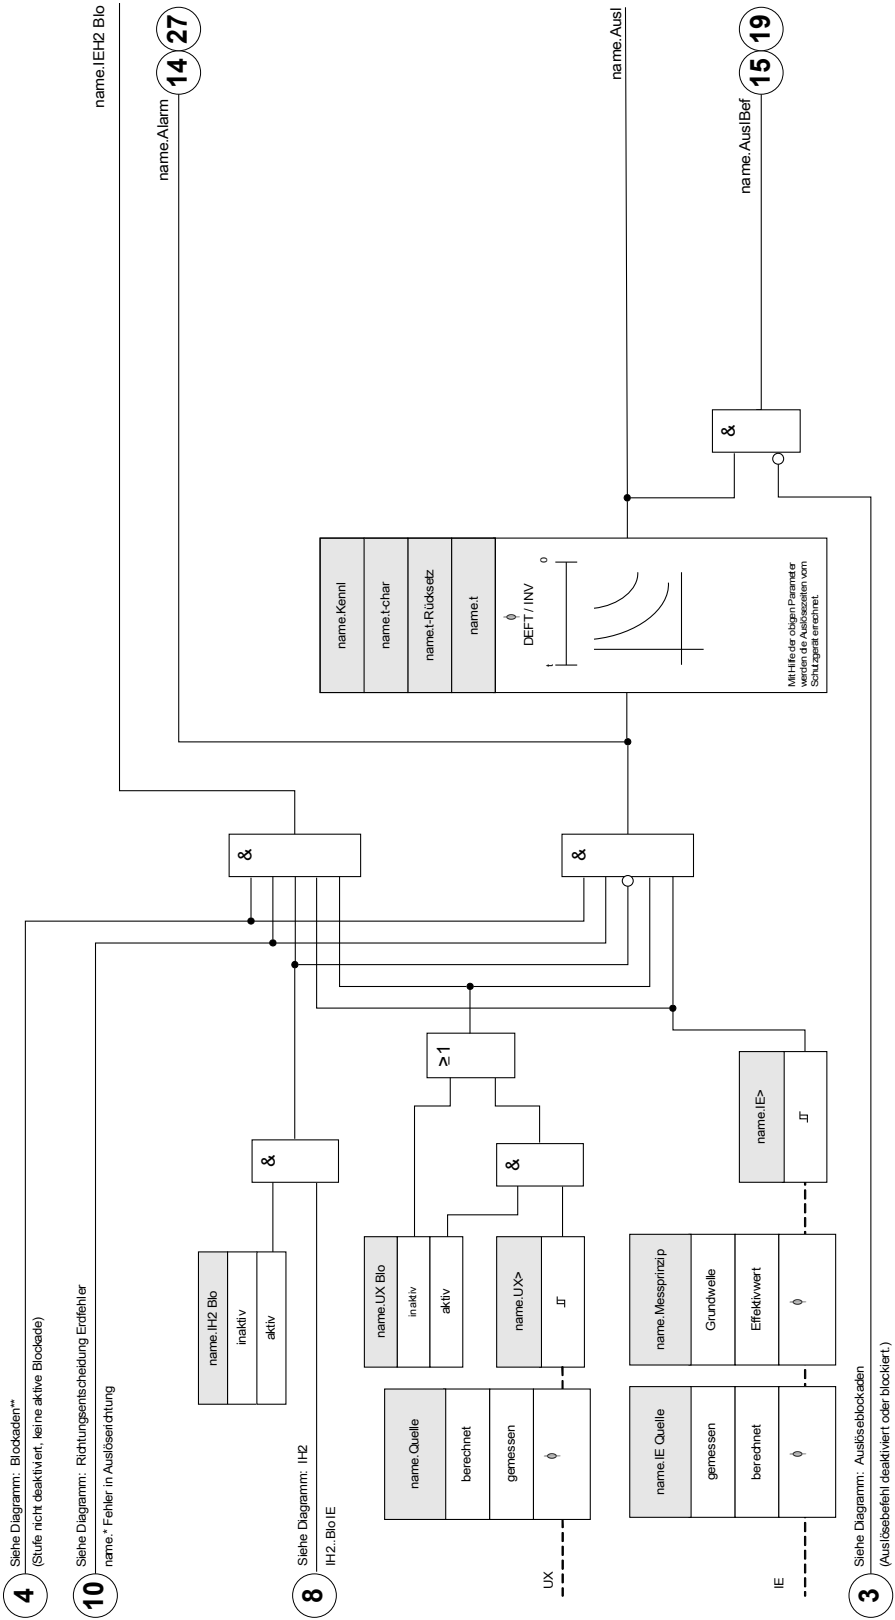 4
Siehe Diagramm: Blockaden**
(Stufe nicht deaktiviert, keine aktive Blockade)
10
Siehe Diagramm: Richtungsentscheidung Erdfehler
name.* Fehler in Auslöserichtung
name.IH2 Blo
inaktiv
aktiv
8
Siehe Diagramm: IH2
IH2..Blo IE
&
name.UX Blo
inaktiv
aktiv
name.Quelle
berechnet
gemessen
ϕ
UX
name.UX>
&
≥1
name.IE Quelle
gemessen
berechnet
ϕ
IE
name.Messprinzip
Grundwelle
Effektivwert
ϕ
name.IE>
3
Siehe Diagramm: Auslöseblockaden
(Auslösebefehl deaktiviert oder blockiert.)
&
&
name.Kennl
name.t-char
name.t-Rücksetz
name.t
ϕ
DEFT / INV
t
0
Mit Hilfe der obigen Parameter
werden die Auslösezeiten vom
Schutzgerät errechnet.
&
name.IEH2 Blo
name.Alarm
14
27
name.Ausl
name.AuslBef
15
19